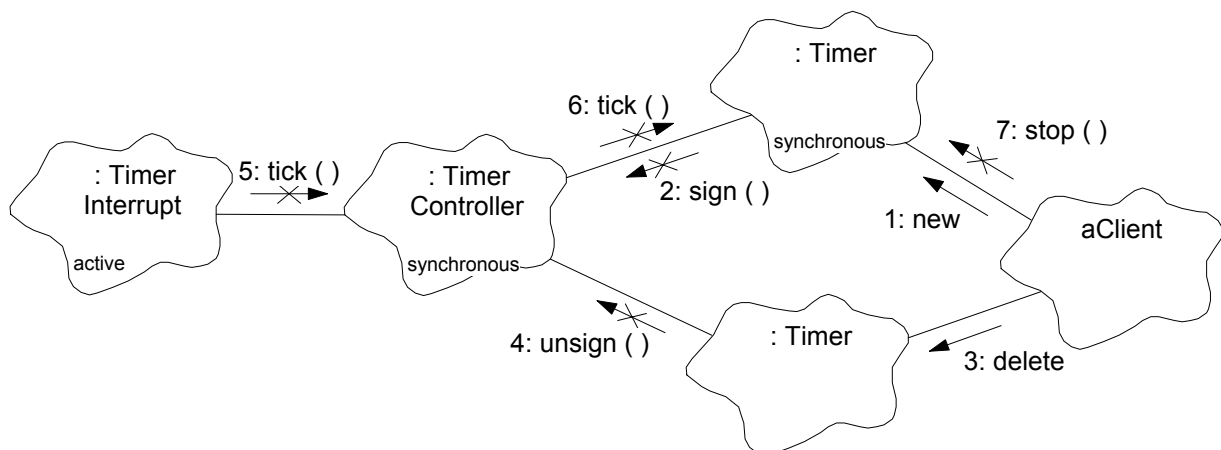 : Timer
synchronous
6: tick ( )
2: sign ( )
7: stop ( )
1: new
: Timer
Interrupt
active
5: tick ( )
: Timer
Controller
synchronous
aClient
4: unsign ( )
: Timer
3: delete